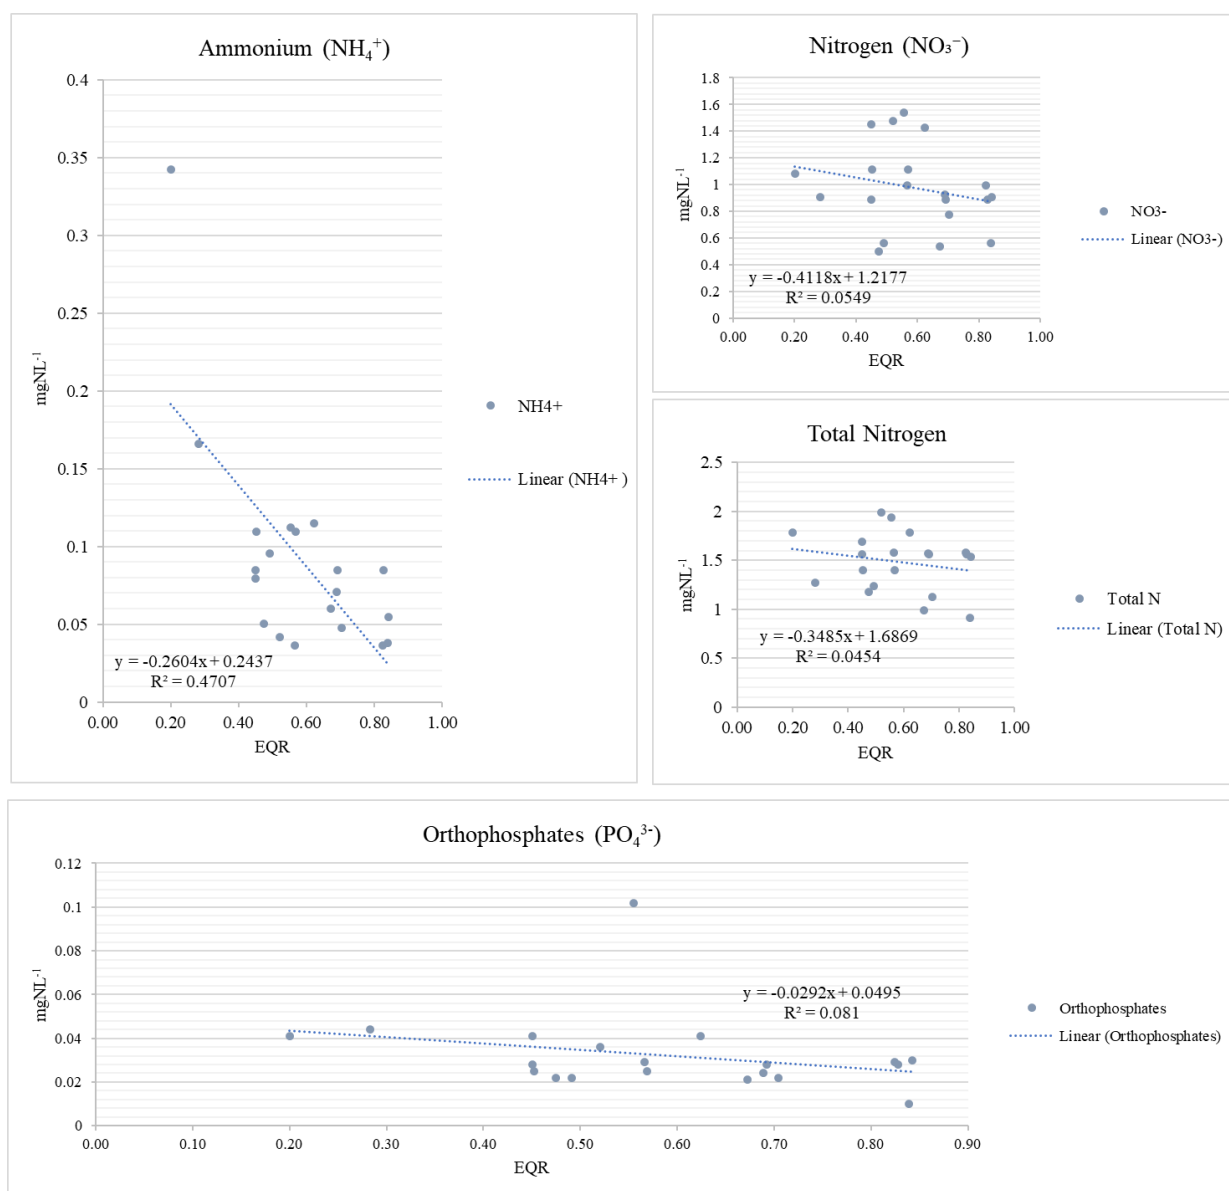 Ammonium (NH₄⁺)
0.4
0.35
0.3
0.25
0.2
0.15
0.1
0.05
0
mgNL⁻¹
y = -0.2604x + 0.2437
R² = 0.4707
0.00 0.20 0.40 0.60 0.80 1.00
EQR
NH4+
Linear (NH4+ )
Nitrogen (NO₃⁻)
1.8
1.6
1.4
1.2
1
0.8
0.6
0.4
0.2
0
mgNL⁻¹
y = -0.4118x + 1.2177
R² = 0.0549
0.00 0.20 0.40 0.60 0.80 1.00
EQR
NO3-
Linear (NO3-)
Total Nitrogen
2.5
2
1.5
1
0.5
0
mgNL⁻¹
y = -0.3485x + 1.6869
R² = 0.0454
0.00 0.20 0.40 0.60 0.80 1.00
EQR
Total N
Linear (Total N)
Orthophosphates (PO₄³⁻)
0.12
0.1
0.08
0.06
0.04
0.02
0
mgNL⁻¹
y = -0.0292x + 0.0495
R² = 0.081
0.00 0.10 0.20 0.30 0.40 0.50 0.60 0.70 0.80 0.90
EQR
Orthophosphates
Linear (Orthophosphates)